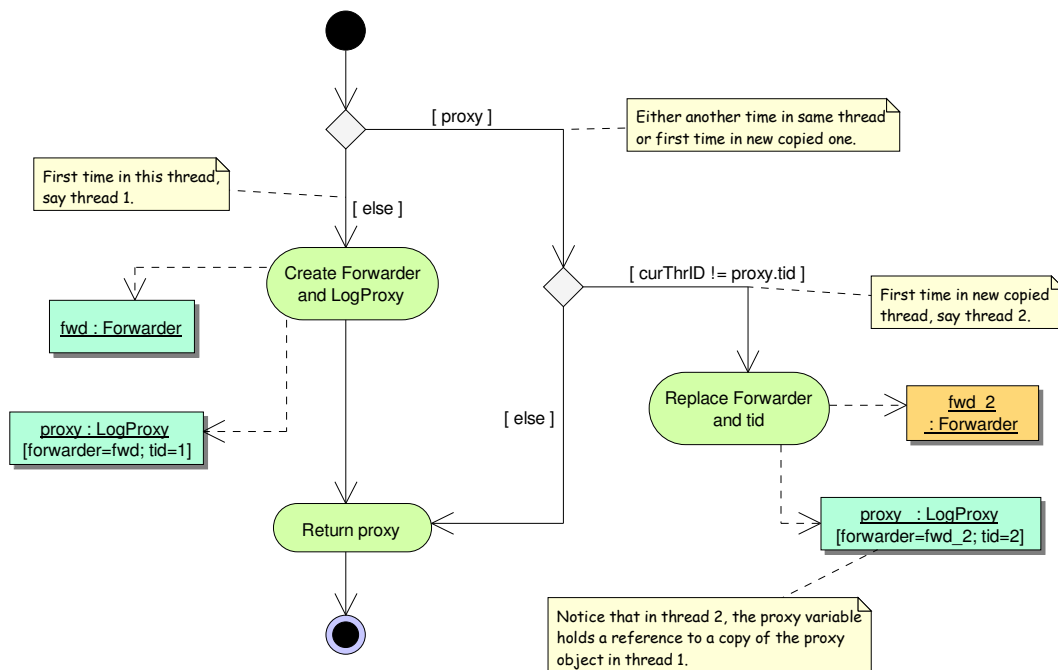 [ proxy ]
Either another time in same thread
or first time in new copied one.
First time in this thread,
say thread 1.
[ else ]
Create Forwarder
and LogProxy
[ curThrID != proxy.tid ]
First time in new copied
thread, say thread 2.
fwd : Forwarder
Replace Forwarder
and tid
fwd_2
: Forwarder
[ else ]
proxy : LogProxy
[forwarder=fwd; tid=1]
Return proxy
proxy : LogProxy
[forwarder=fwd_2; tid=2]
Notice that in thread 2, the proxy variable
holds a reference to a copy of the proxy
object in thread 1.